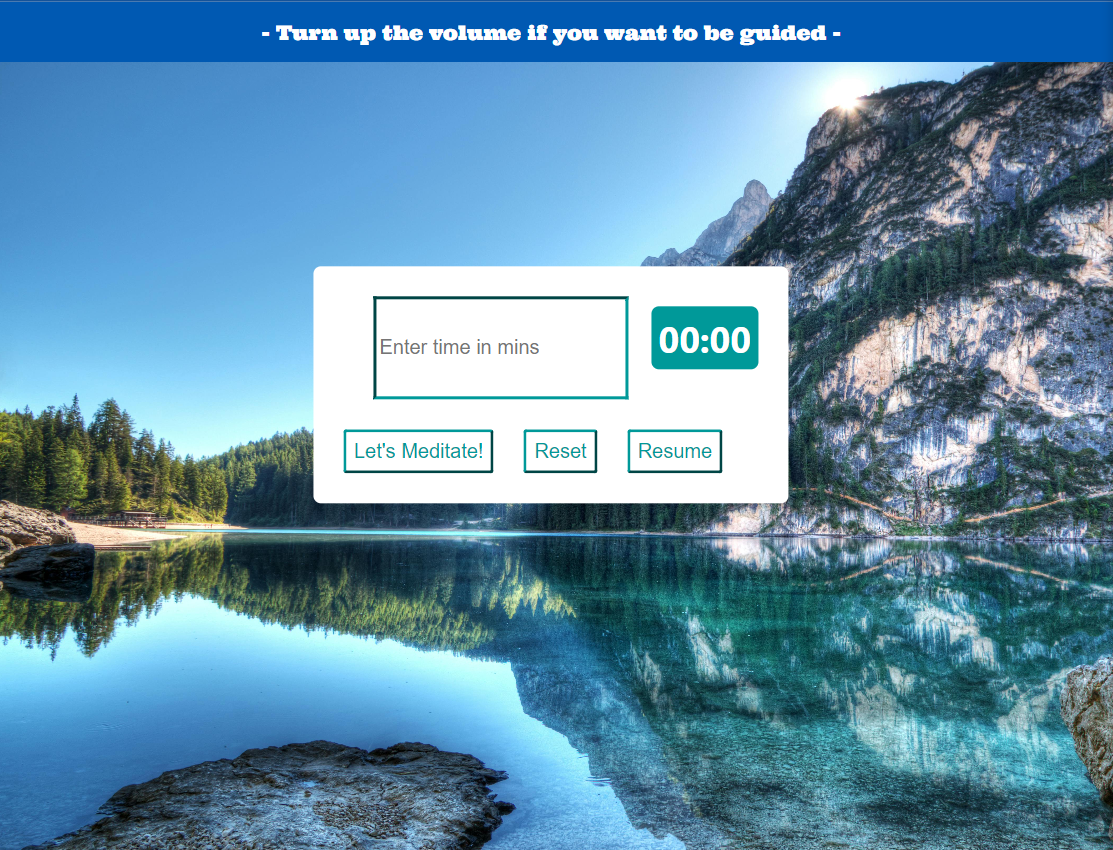 - Turn up the volume if you want to be guided -
Enter time in mins
00:00
Let's Meditate!
Reset
Resume